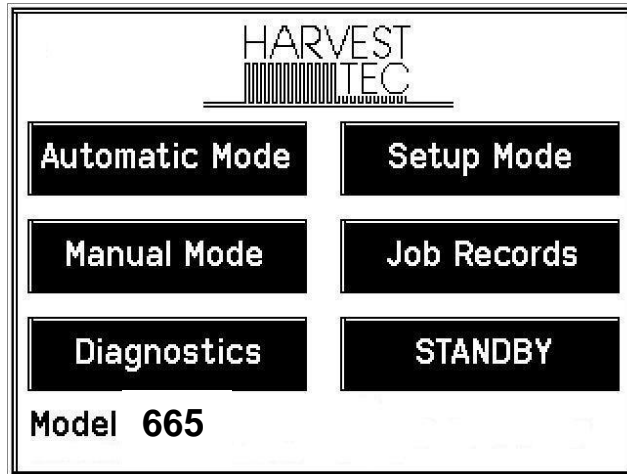 HARVEST
TEC
Automatic Mode
Setup Mode
Manual Mode
Job Records
Diagnostics
STANDBY
Model 665